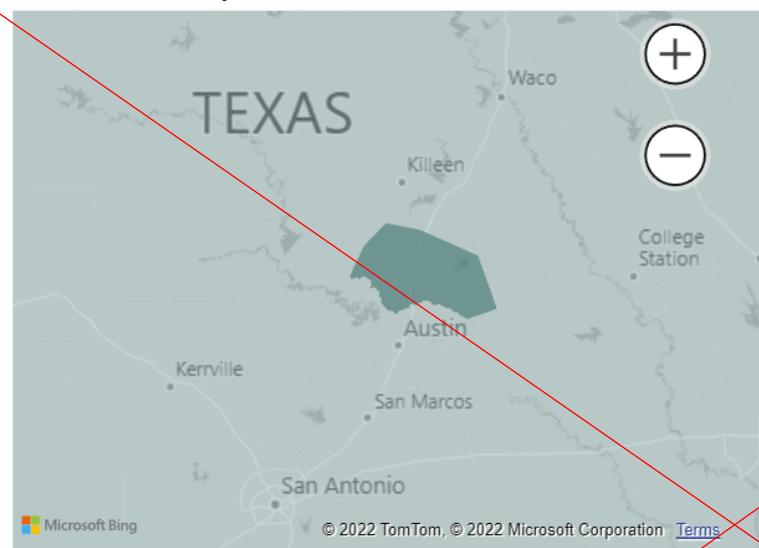 Waco
TEXAS
Killeen
College
Station
Austin
Kerrville
San Marcos
San Antonio
Microsoft Bing
© 2022 TomTom, © 2022 Microsoft Corporation Terms